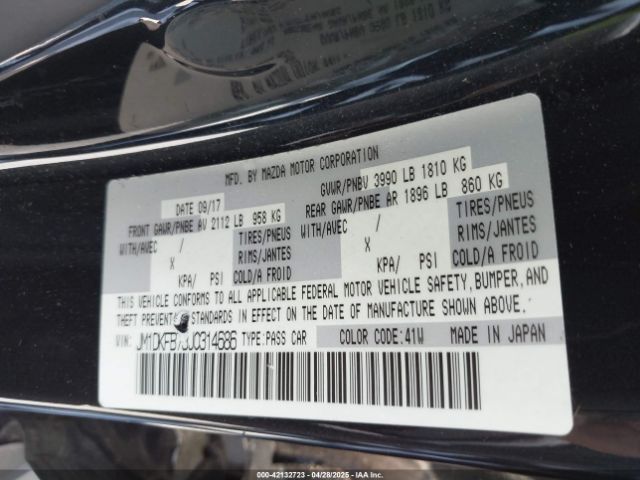 MFD. BY MAZDA MOTOR CORPORATION
DATE 09/17 GVWR/PNBV 3990 LB 1810 KG
FRONT GAWR/PNBE AV 2112 LB 958 KG REAR GAWR/PNBE AR 1896 LB 860 KG
WITH/AVEC / TIRES/PNEUS WITH/AVEC / TIRES/PNEUS
X RIMS/JANTES X RIMS/JANTES
KPA/ PSI COLD/A FROID KPA/ PSI COLD/A FROID
THIS VEHICLE CONFORMS TO ALL APPLICABLE FEDERAL MOTOR VEHICLE SAFETY, BUMPER, AND
THEFT STANDARDS IN EFFECT ON THE DATE OF MANUFACTURE SHOWN ABOVE.
VIN: TYPE:PASS CAR COLOR CODE:41W MADE IN JAPAN
000-42132723 - 04/28/2025 - IAAI.COM